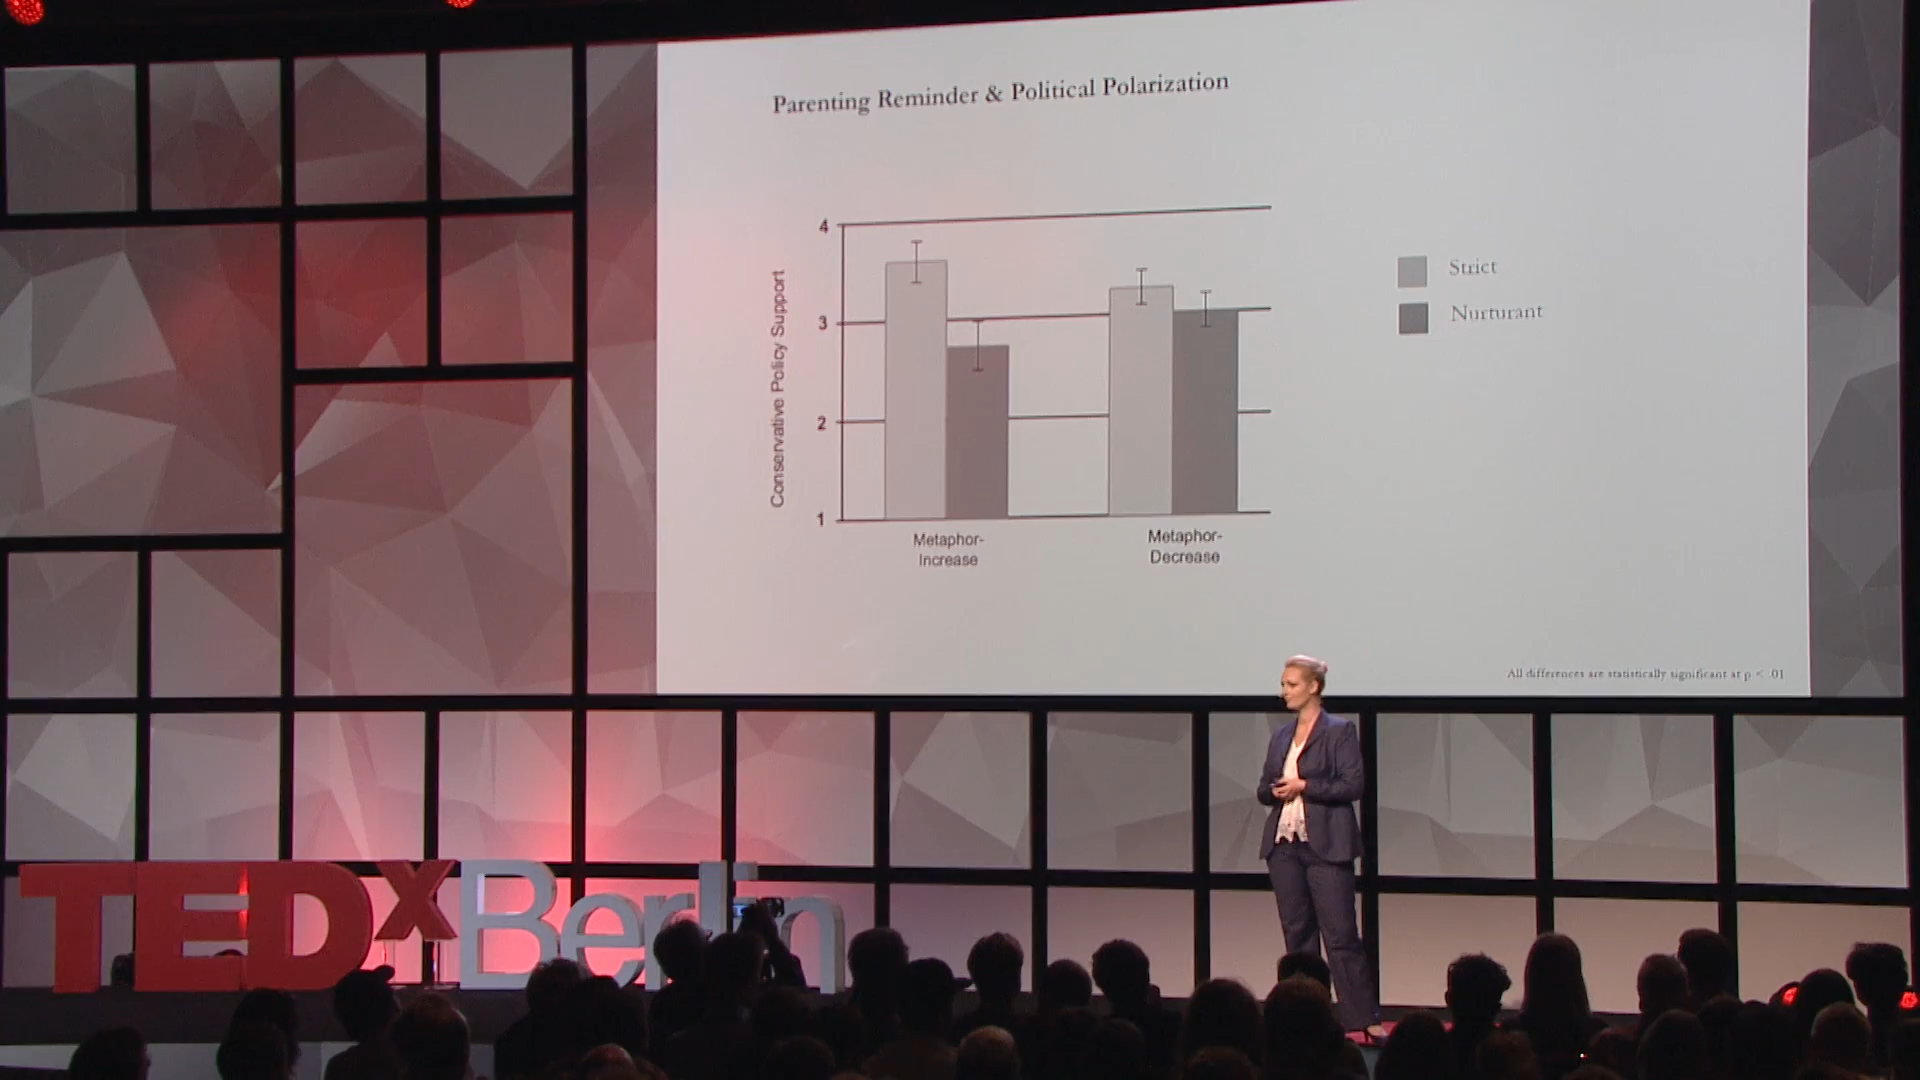 Parenting Reminder & Political Polarization
Conservative Policy Support
4
3
2
1
Metaphor-
Increase
Metaphor-
Decrease
Strict
Nurturant
All differences are statistically significant at p < .01
TEDxBerlin